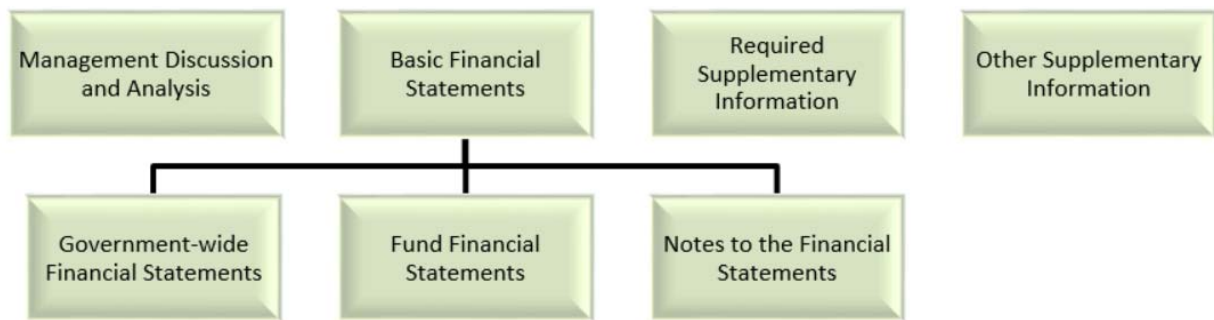 Management Discussion
and Analysis
Basic Financial
Statements
Required
Supplementary
Information
Other Supplementary
Information
Government-wide
Financial Statements
Fund Financial
Statements
Notes to the Financial
Statements